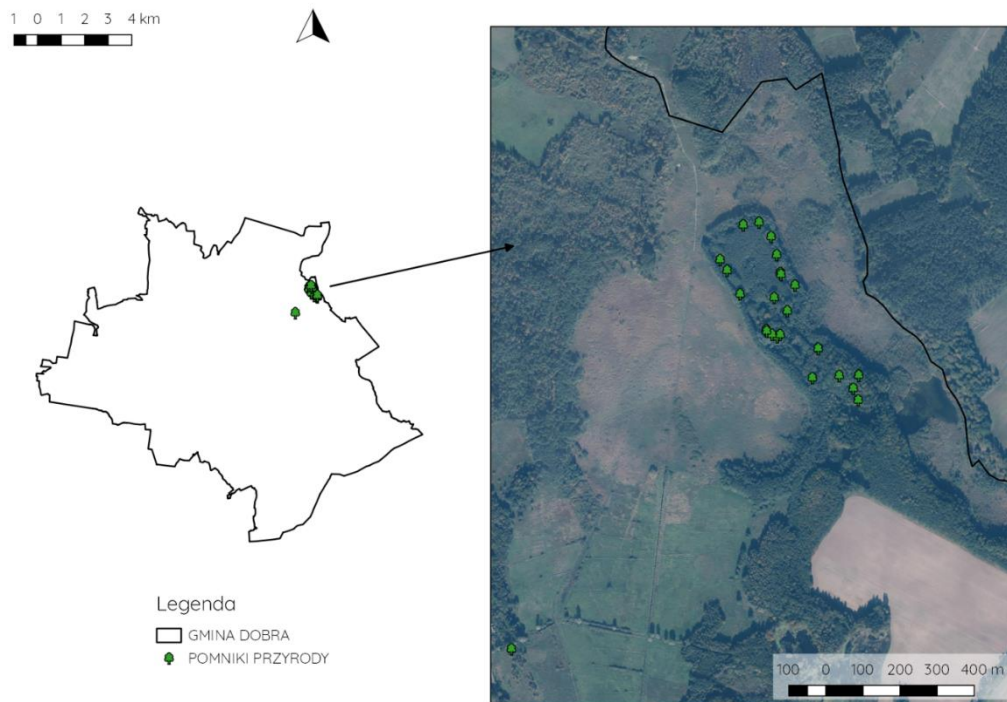 1 0 1 2 3 4 km
Legenda
GMINA DOBRA
POMNIKI PRZYRODY
100 0 100 200 300 400 m